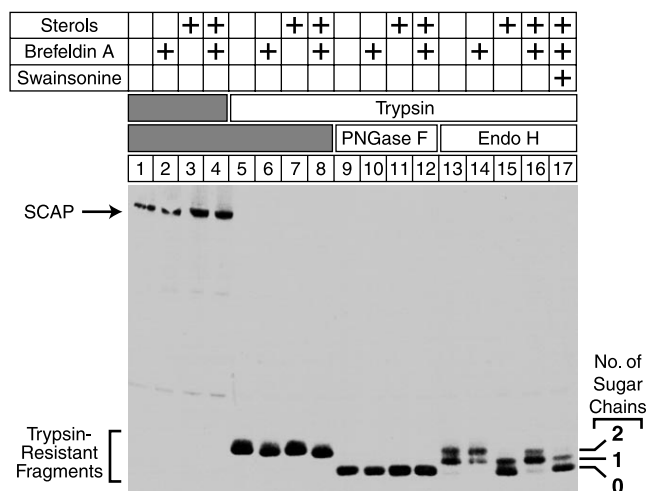 Sterols + + + + + + + + +
Brefeldin A + + + + + + + + +
Swainsonine +
Trypsin
PNGase F Endo H
1 2 3 4 5 6 7 8 9 10 11 12 13 14 15 16 17
SCAP
No. of
Sugar
Chains
Trypsin-
Resistant
Fragments
2
1
0